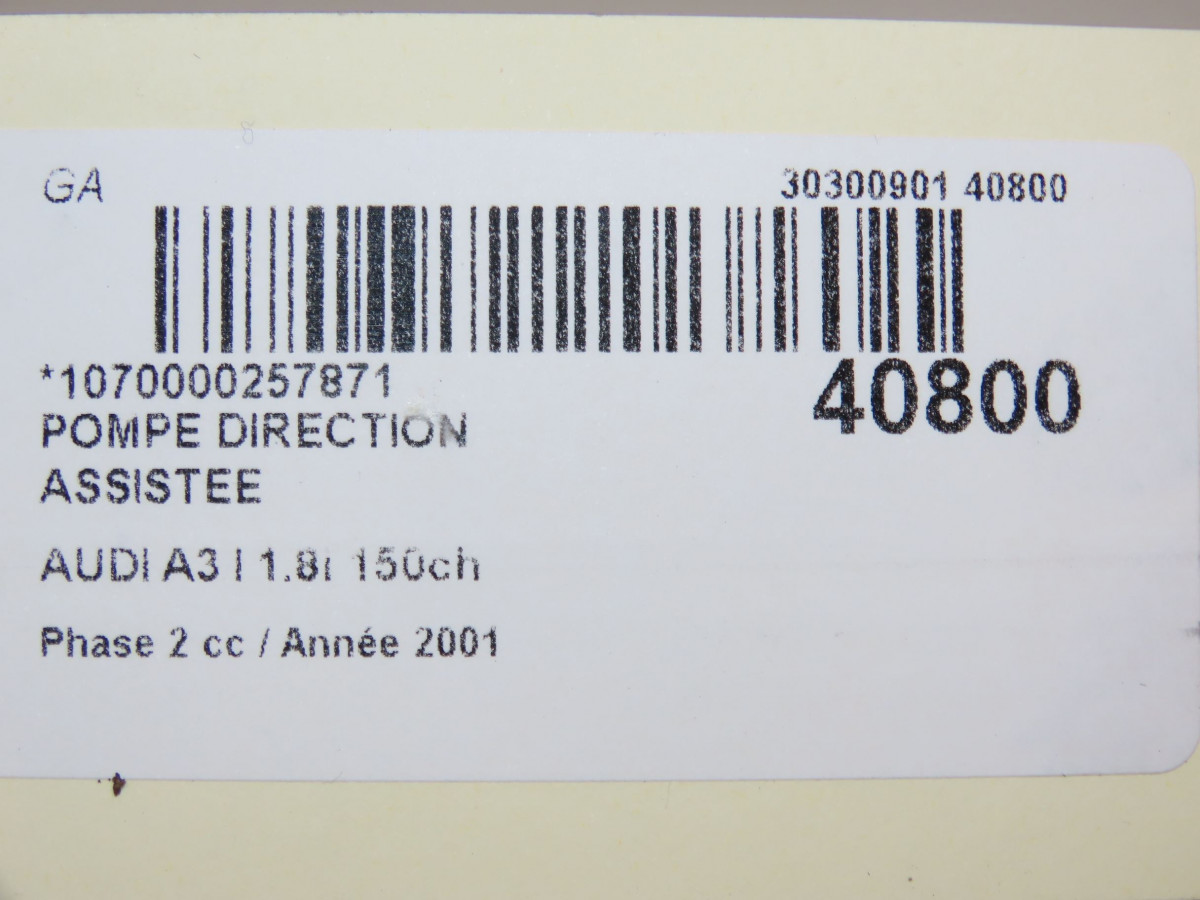 GA
30300901 40800
*1070000257871
40800
POMPE DIRECTION
ASSISTEE
AUDI A3 I 1.8i 150ch
Phase 2 cc / Année 2001